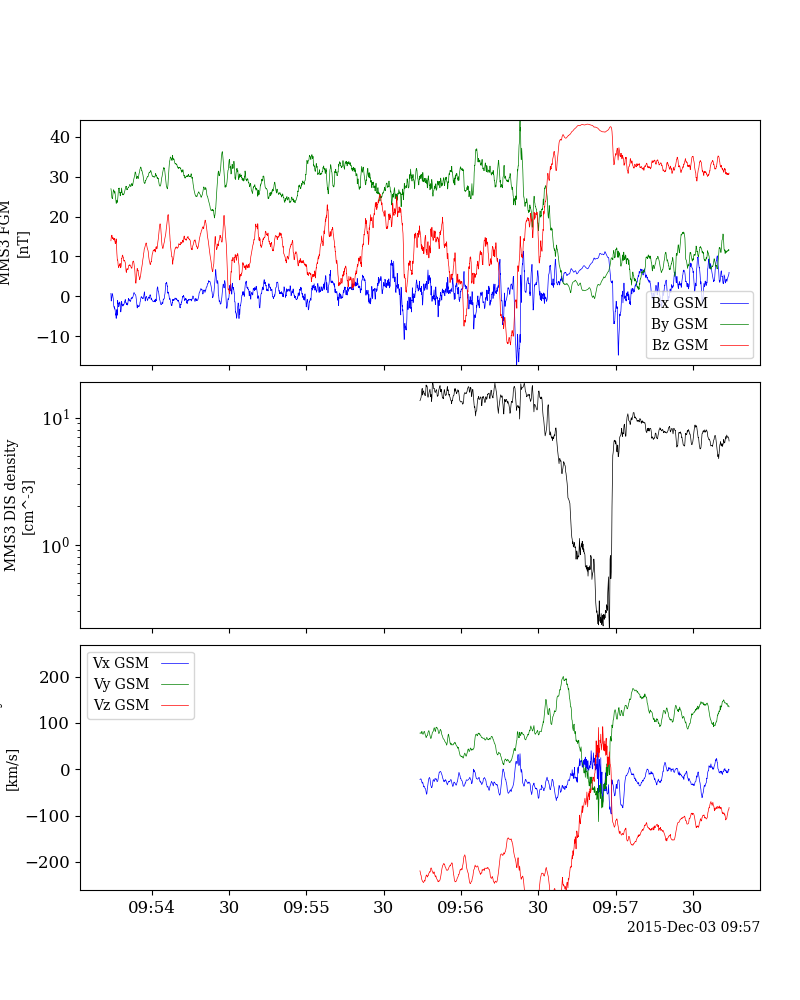 40
30
20
10
0
−10
MMS3 FGM
[nT]
Bx GSM
By GSM
Bz GSM
10^1
10^0
MMS3 DIS density
[cm^-3]
Vx GSM
Vy GSM
Vz GSM
200
100
0
−100
−200
[km/s]
09:54 30 09:55 30 09:56 30 09:57 30
2015-Dec-03 09:57